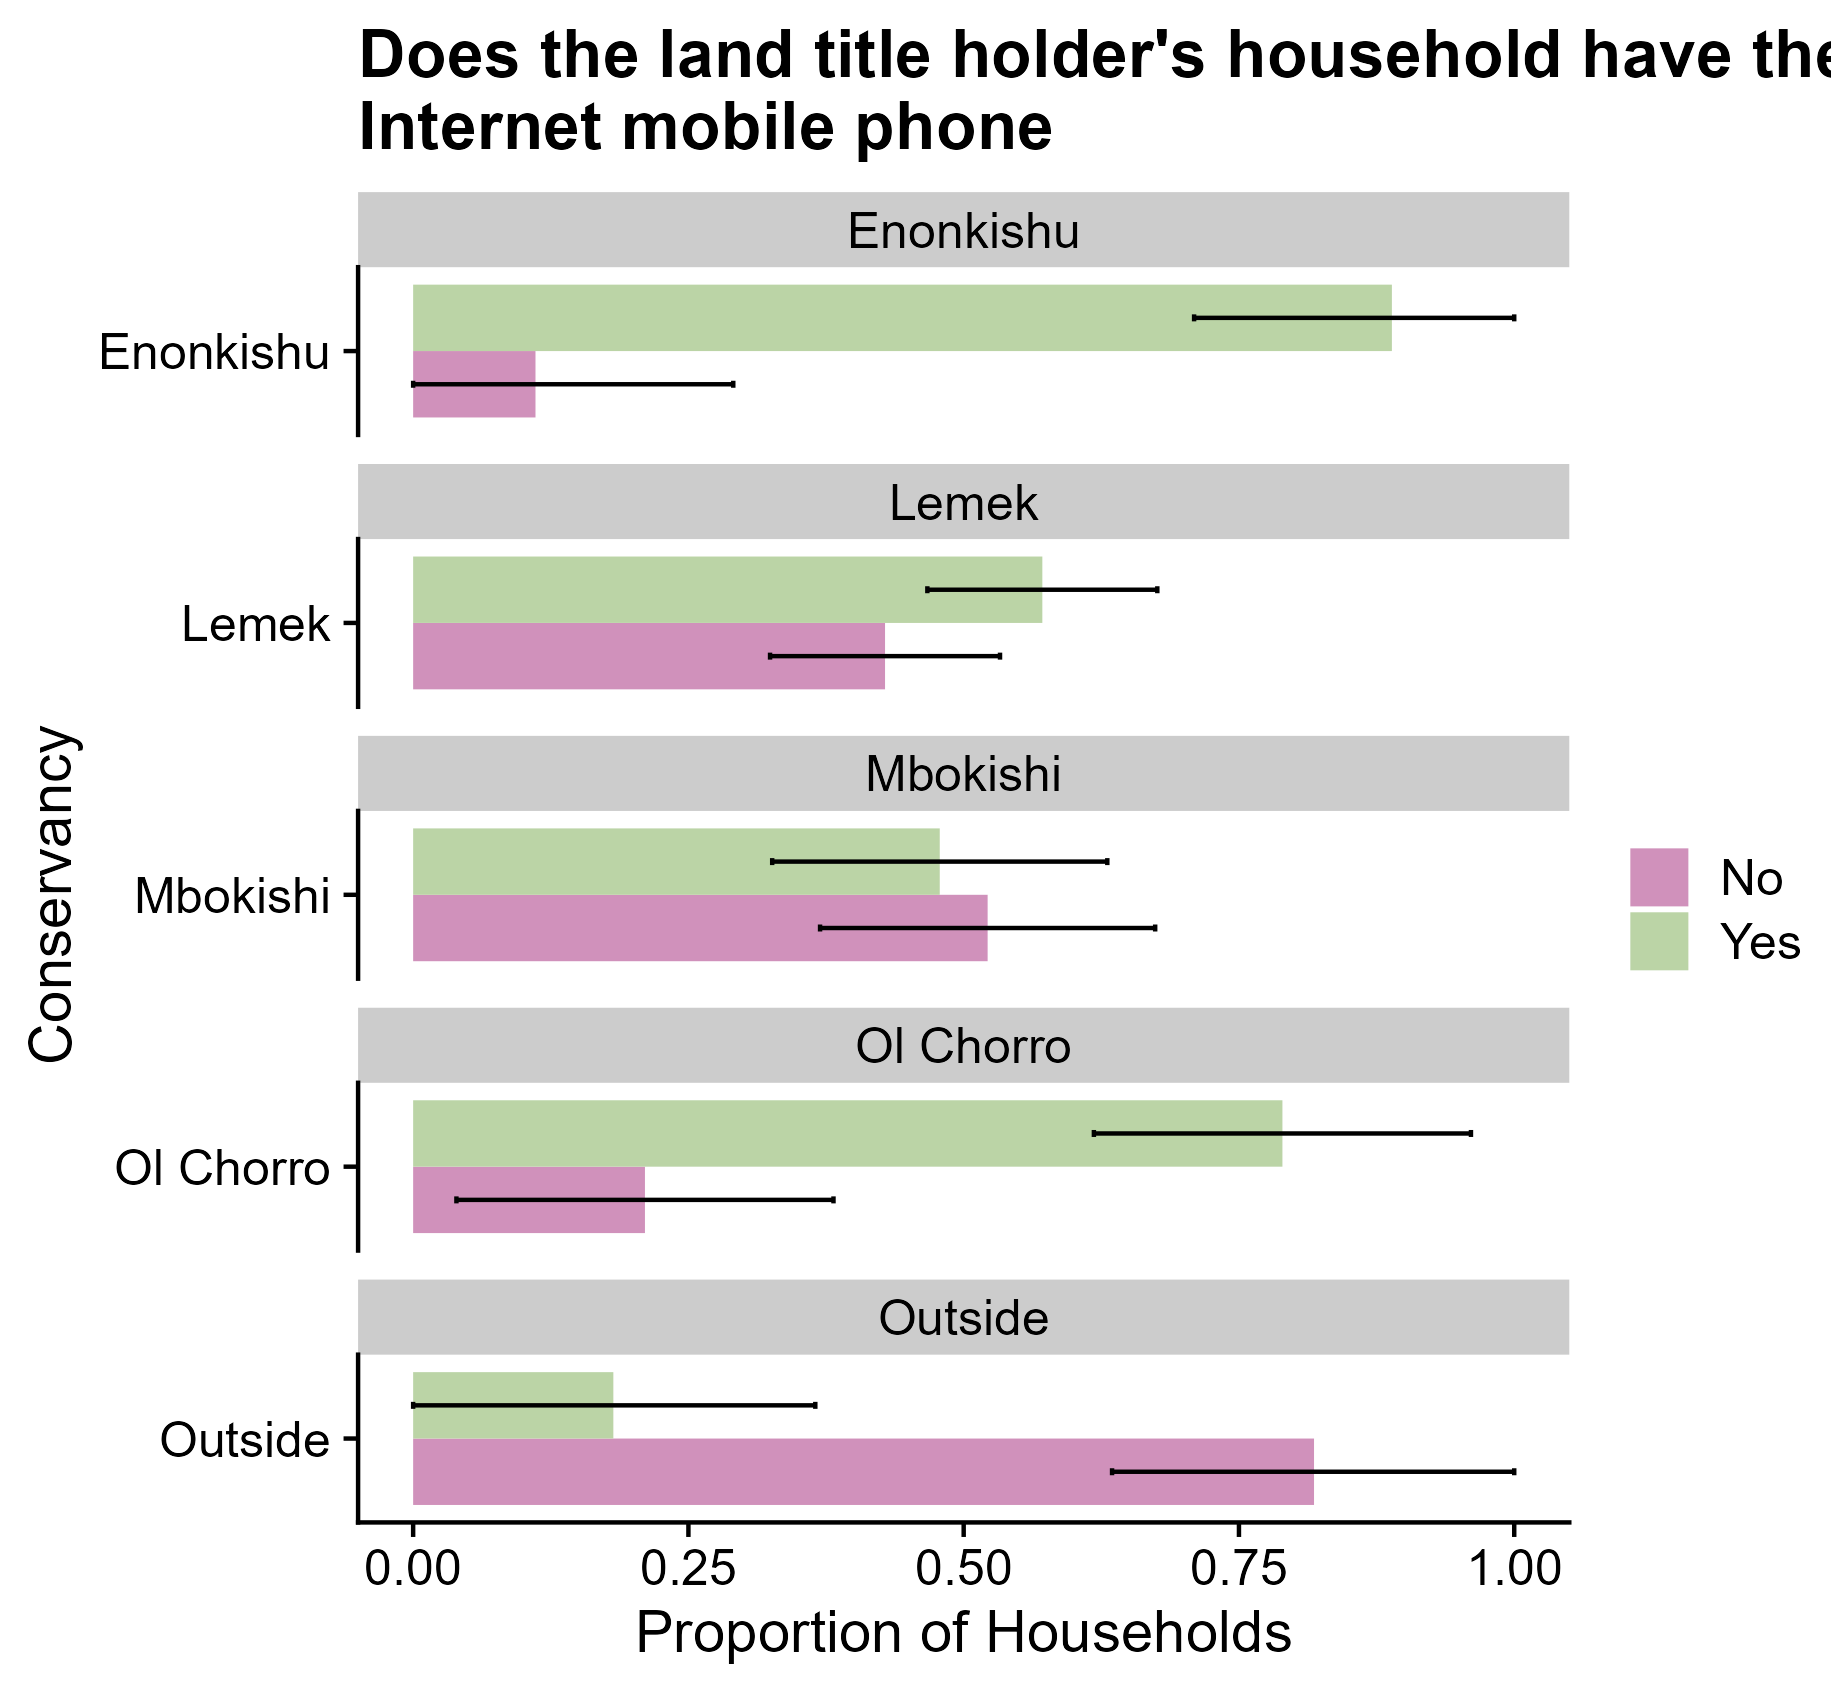 Does the land title holder's household have the
Internet mobile phone
Enonkishu
Enonkishu
Lemek
Lemek
Mbokishi
Mbokishi
Ol Chorro
Ol Chorro
Outside
Outside
0.00 0.25 0.50 0.75 1.00
Proportion of Households
Conservancy
No
Yes